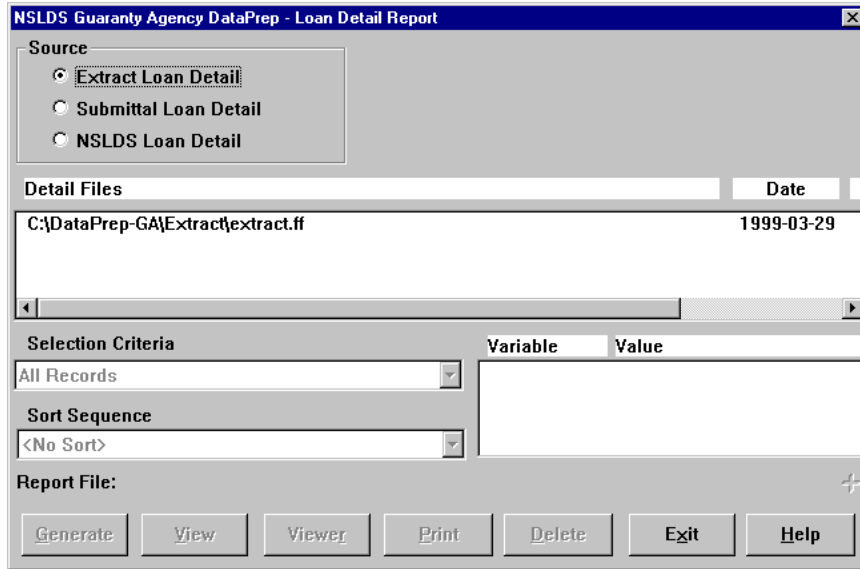 NSLDS Guaranty Agency DataPrep - Loan Detail Report
Source
Extract Loan Detail
Submittal Loan Detail
NSLDS Loan Detail
Detail Files Date
C:\DataPrep-GA\Extract\extract.ff 1999-03-29
Selection Criteria
Variable Value
All Records
Sort Sequence
<No Sort>
Report File:
Generate View Viewer Print Delete Exit Help